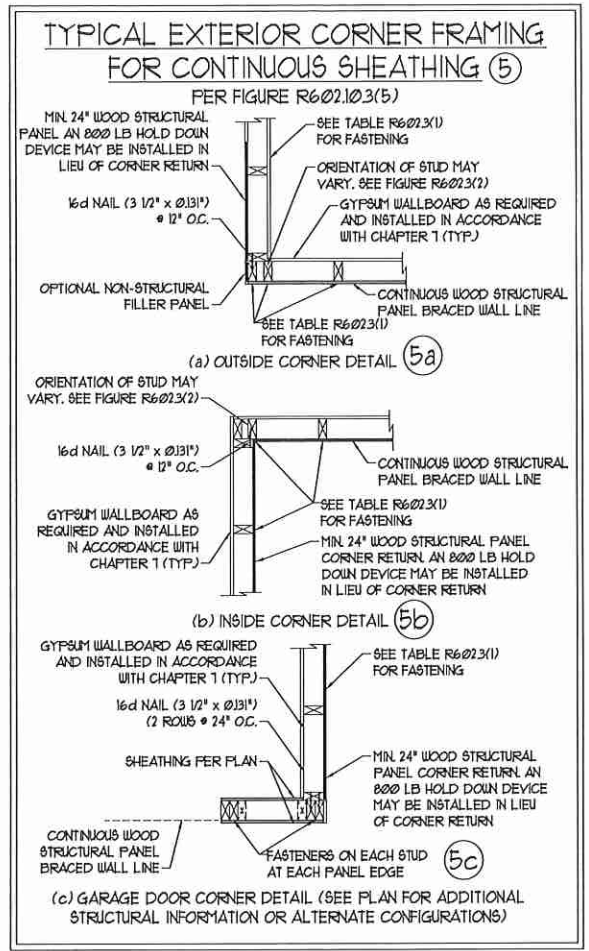 TYPICAL EXTERIOR CORNER FRAMING
FOR CONTINUOUS SHEATHING 5
PER FIGURE R602.10.3(5)
MIN. 24" WOOD STRUCTURAL
PANEL AN 800 LB HOLD DOWN
DEVICE MAY BE INSTALLED IN
LIEU OF CORNER RETURN
SEE TABLE R602.3(1)
FOR FASTENING
ORIENTATION OF STUD MAY
VARY. SEE FIGURE R602.3(2)
16d NAIL (3 1/2" x Ø.131")
@ 12" O.C.
GYPSUM WALLBOARD AS REQUIRED
AND INSTALLED IN ACCORDANCE
WITH CHAPTER 7 (TYP.)
OPTIONAL NON-STRUCTURAL
FILLER PANEL
CONTINUOUS WOOD STRUCTURAL
PANEL BRACED WALL LINE
SEE TABLE R602.3(1)
FOR FASTENING
(a) OUTSIDE CORNER DETAIL 5a
ORIENTATION OF STUD MAY
VARY. SEE FIGURE R602.3(2)
16d NAIL (3 1/2" x Ø.131")
@ 12" O.C.
CONTINUOUS WOOD STRUCTURAL
PANEL BRACED WALL LINE
GYPSUM WALLBOARD AS
REQUIRED AND INSTALLED
IN ACCORDANCE WITH
CHAPTER 7 (TYP.)
SEE TABLE R602.3(1)
FOR FASTENING
MIN. 24" WOOD STRUCTURAL PANEL
CORNER RETURN. AN 800 LB HOLD
DOWN DEVICE MAY BE INSTALLED
IN LIEU OF CORNER RETURN
(b) INSIDE CORNER DETAIL 5b
GYPSUM WALLBOARD AS REQUIRED
AND INSTALLED IN ACCORDANCE
WITH CHAPTER 7 (TYP.)
SEE TABLE R602.3(1)
FOR FASTENING
16d NAIL (3 1/2" x Ø.131")
(2 ROWS @ 24" O.C.
SHEATHING PER PLAN
MIN. 24" WOOD STRUCTURAL
PANEL CORNER RETURN. AN
800 LB HOLD DOWN DEVICE
MAY BE INSTALLED IN LIEU
OF CORNER RETURN
CONTINUOUS WOOD
STRUCTURAL PANEL
BRACED WALL LINE
FASTENERS ON EACH STUD
AT EACH PANEL EDGE
5c
(c) GARAGE DOOR CORNER DETAIL (SEE PLAN FOR ADDITIONAL
STRUCTURAL INFORMATION OR ALTERNATE CONFIGURATIONS)